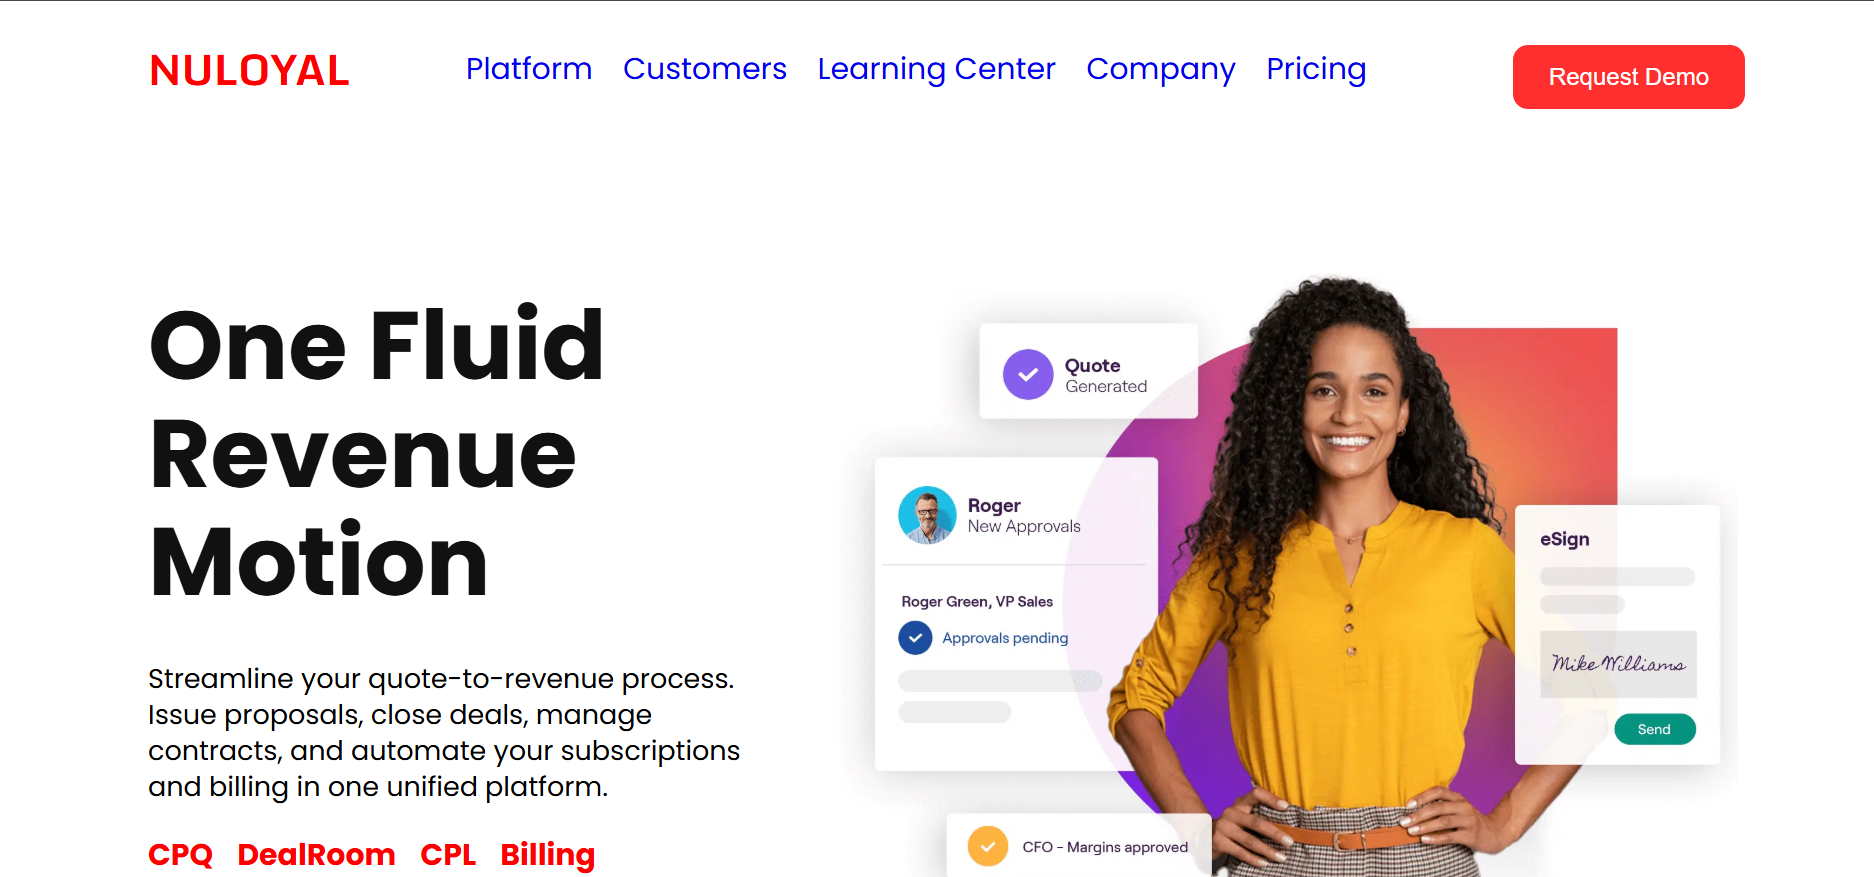 NULOYAL
Platform Customers Learning Center Company Pricing
Request Demo
One Fluid
Revenue
Motion
Streamline your quote-to-revenue process.
Issue proposals, close deals, manage
contracts, and automate your subscriptions
and billing in one unified platform.
CPQ DealRoom CPL Billing
Quote
Generated
Roger
New Approvals
Roger Green, VP Sales
Approvals pending
eSign
Mike Williams
Send
CFO - Margins approved